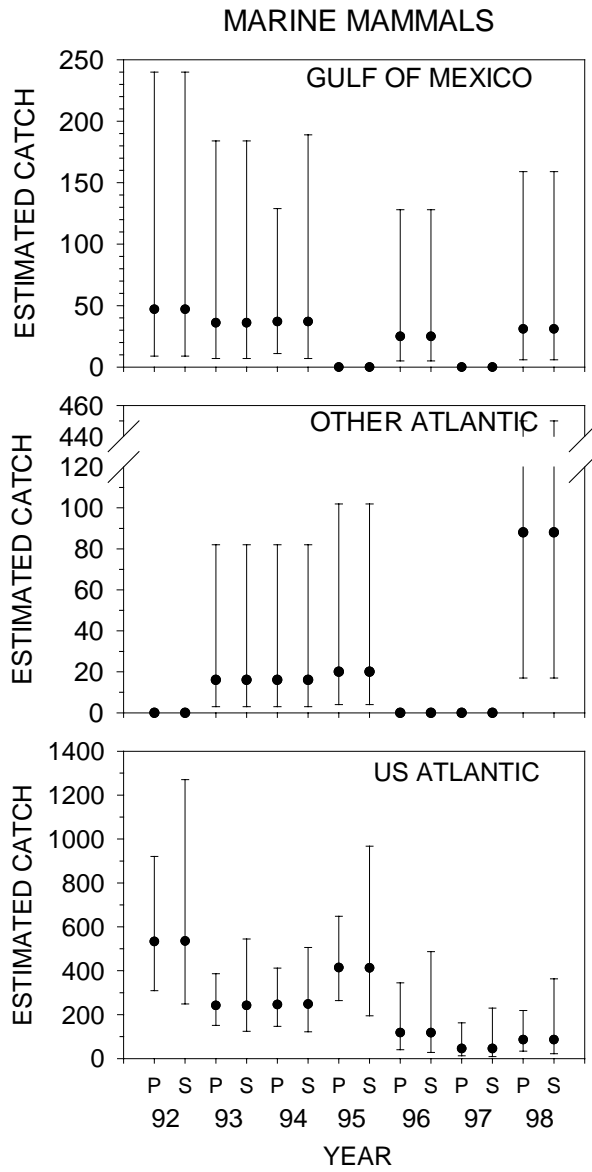 MARINE MAMMALS
GULF OF MEXICO
ESTIMATED CATCH
250
200
150
100
50
0
OTHER ATLANTIC
ESTIMATED CATCH
460
440
120
100
80
60
40
20
0
US ATLANTIC
ESTIMATED CATCH
1400
1200
1000
800
600
400
200
0
P S P S P S P S P S P S P S
92 93 94 95 96 97 98
YEAR